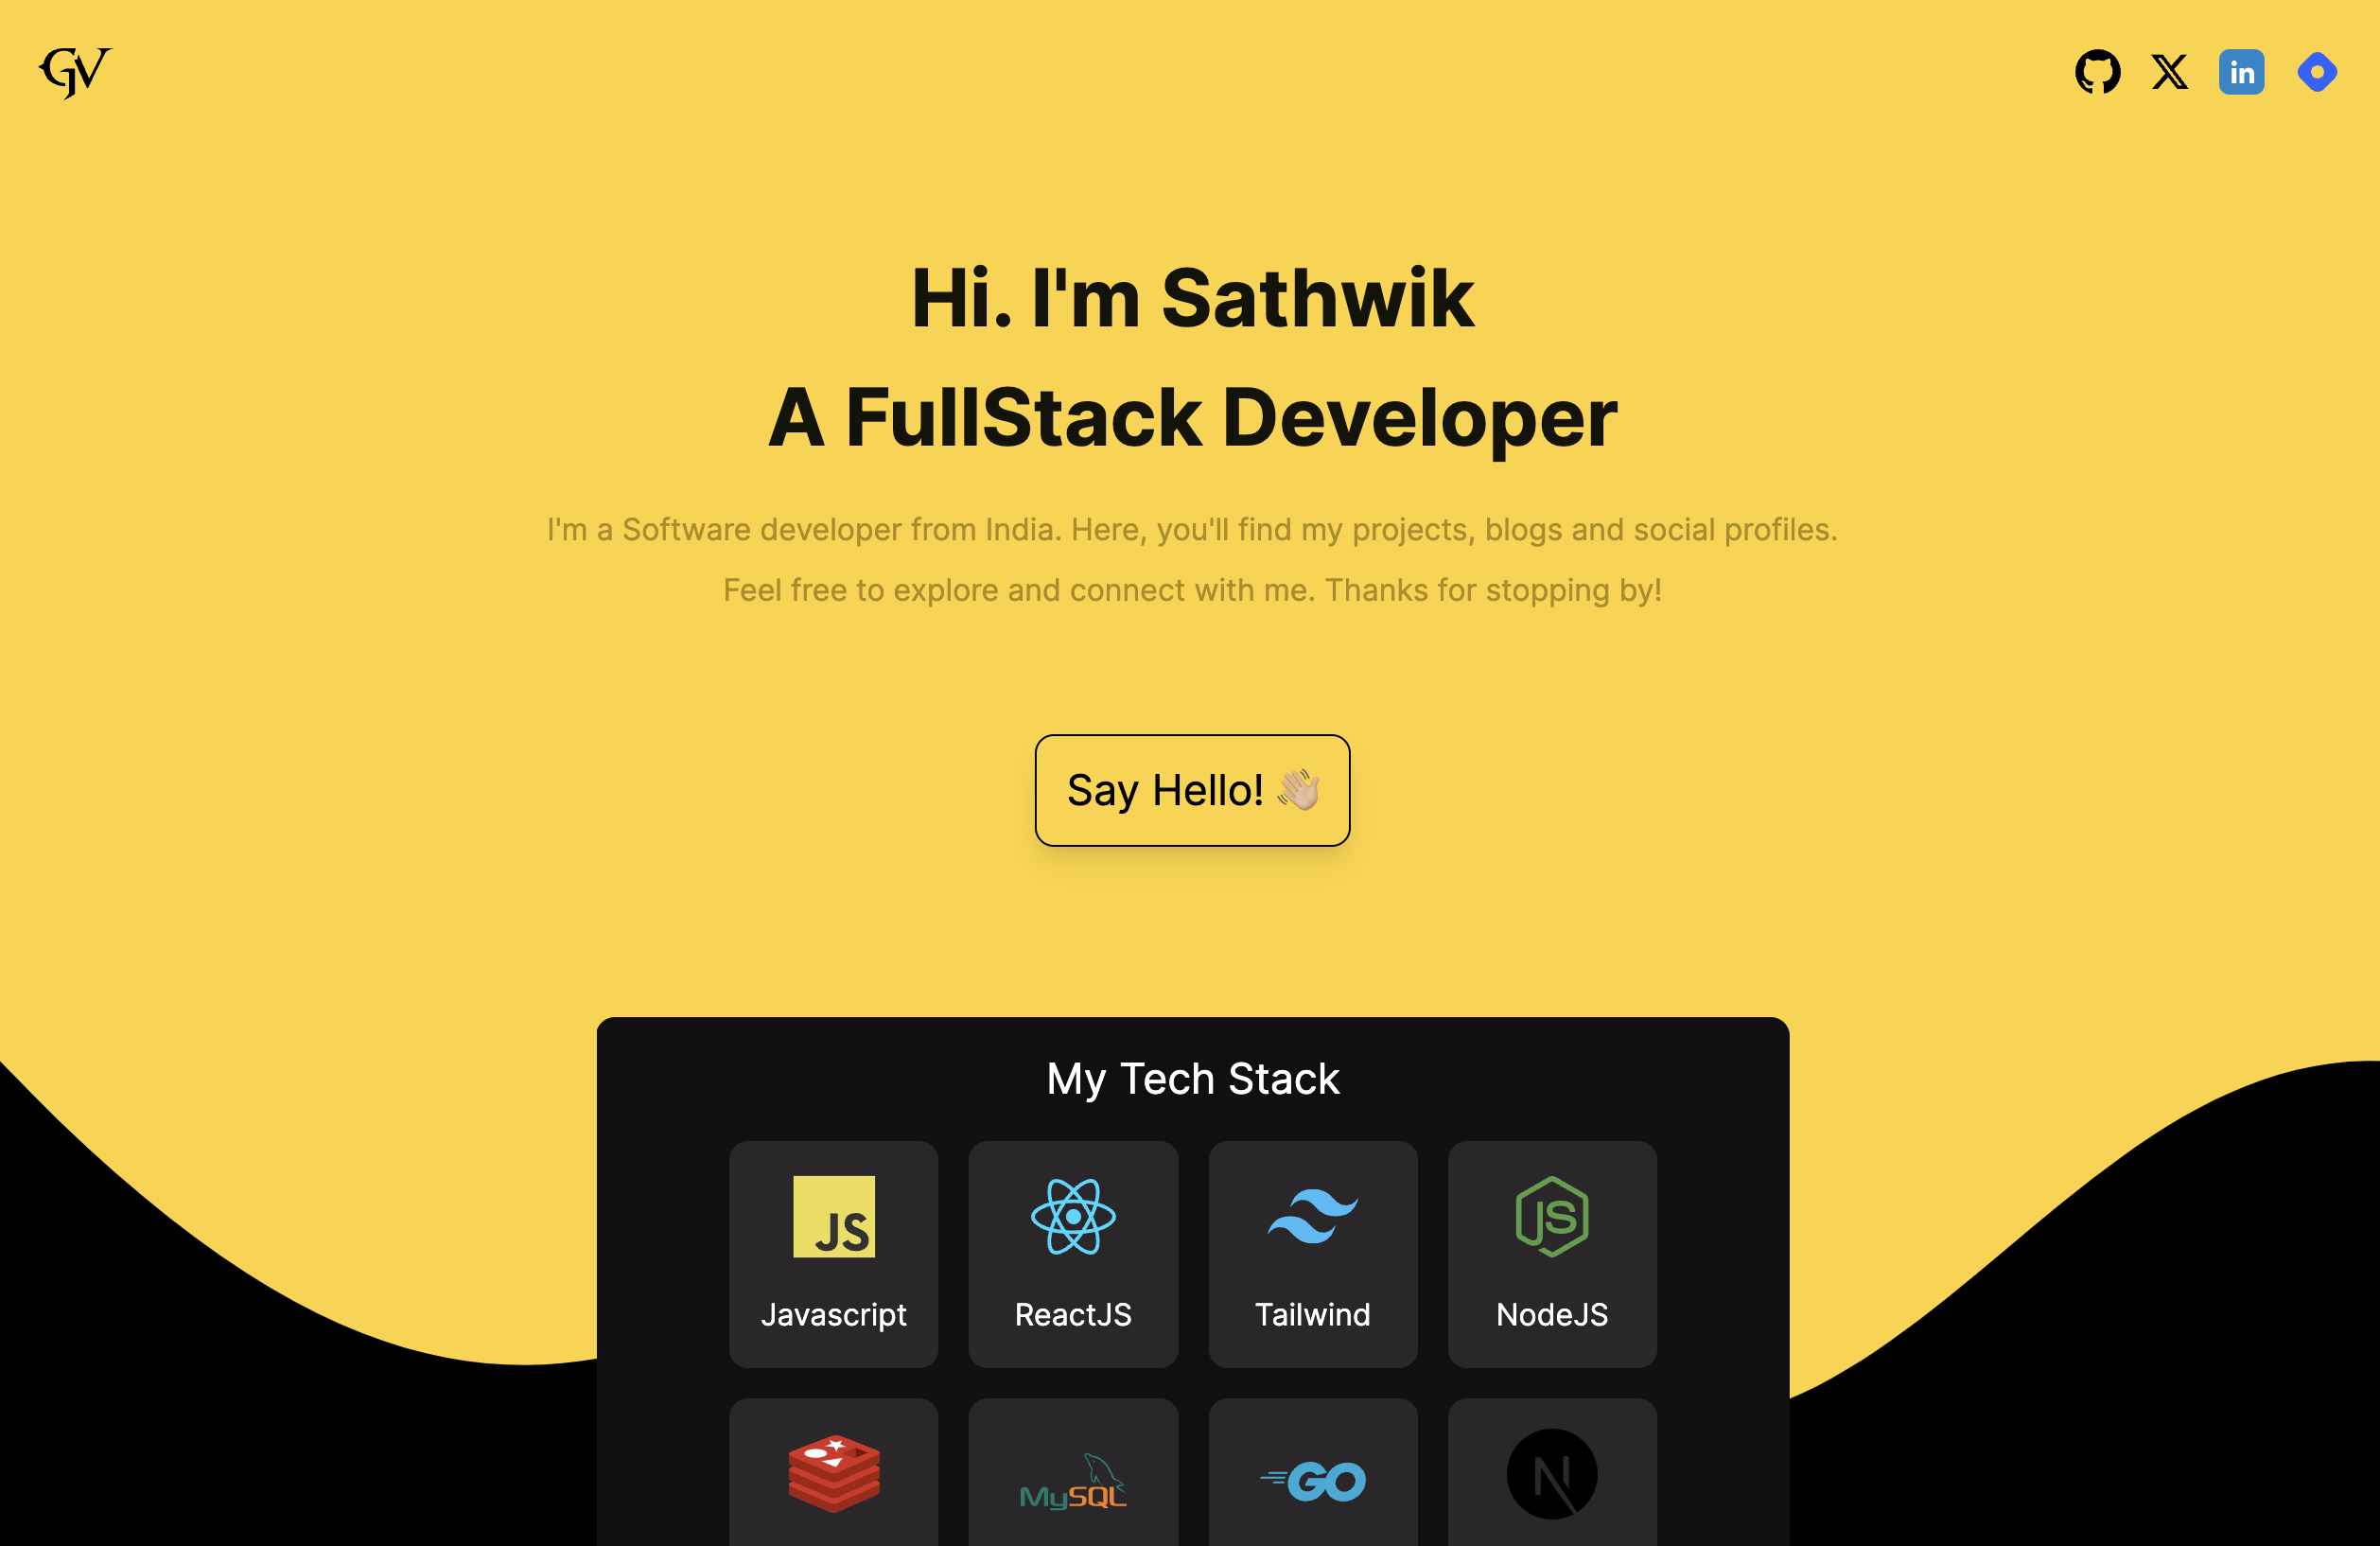 GV
in
Hi. I'm Sathwik
A FullStack Developer
I'm a Software developer from India. Here, you'll find my projects, blogs and social profiles.
Feel free to explore and connect with me. Thanks for stopping by!
Say Hello! 👋🏼
My Tech Stack
JS
JS
Javascript
ReactJS
Tailwind
NodeJS
MySQL
GO
N